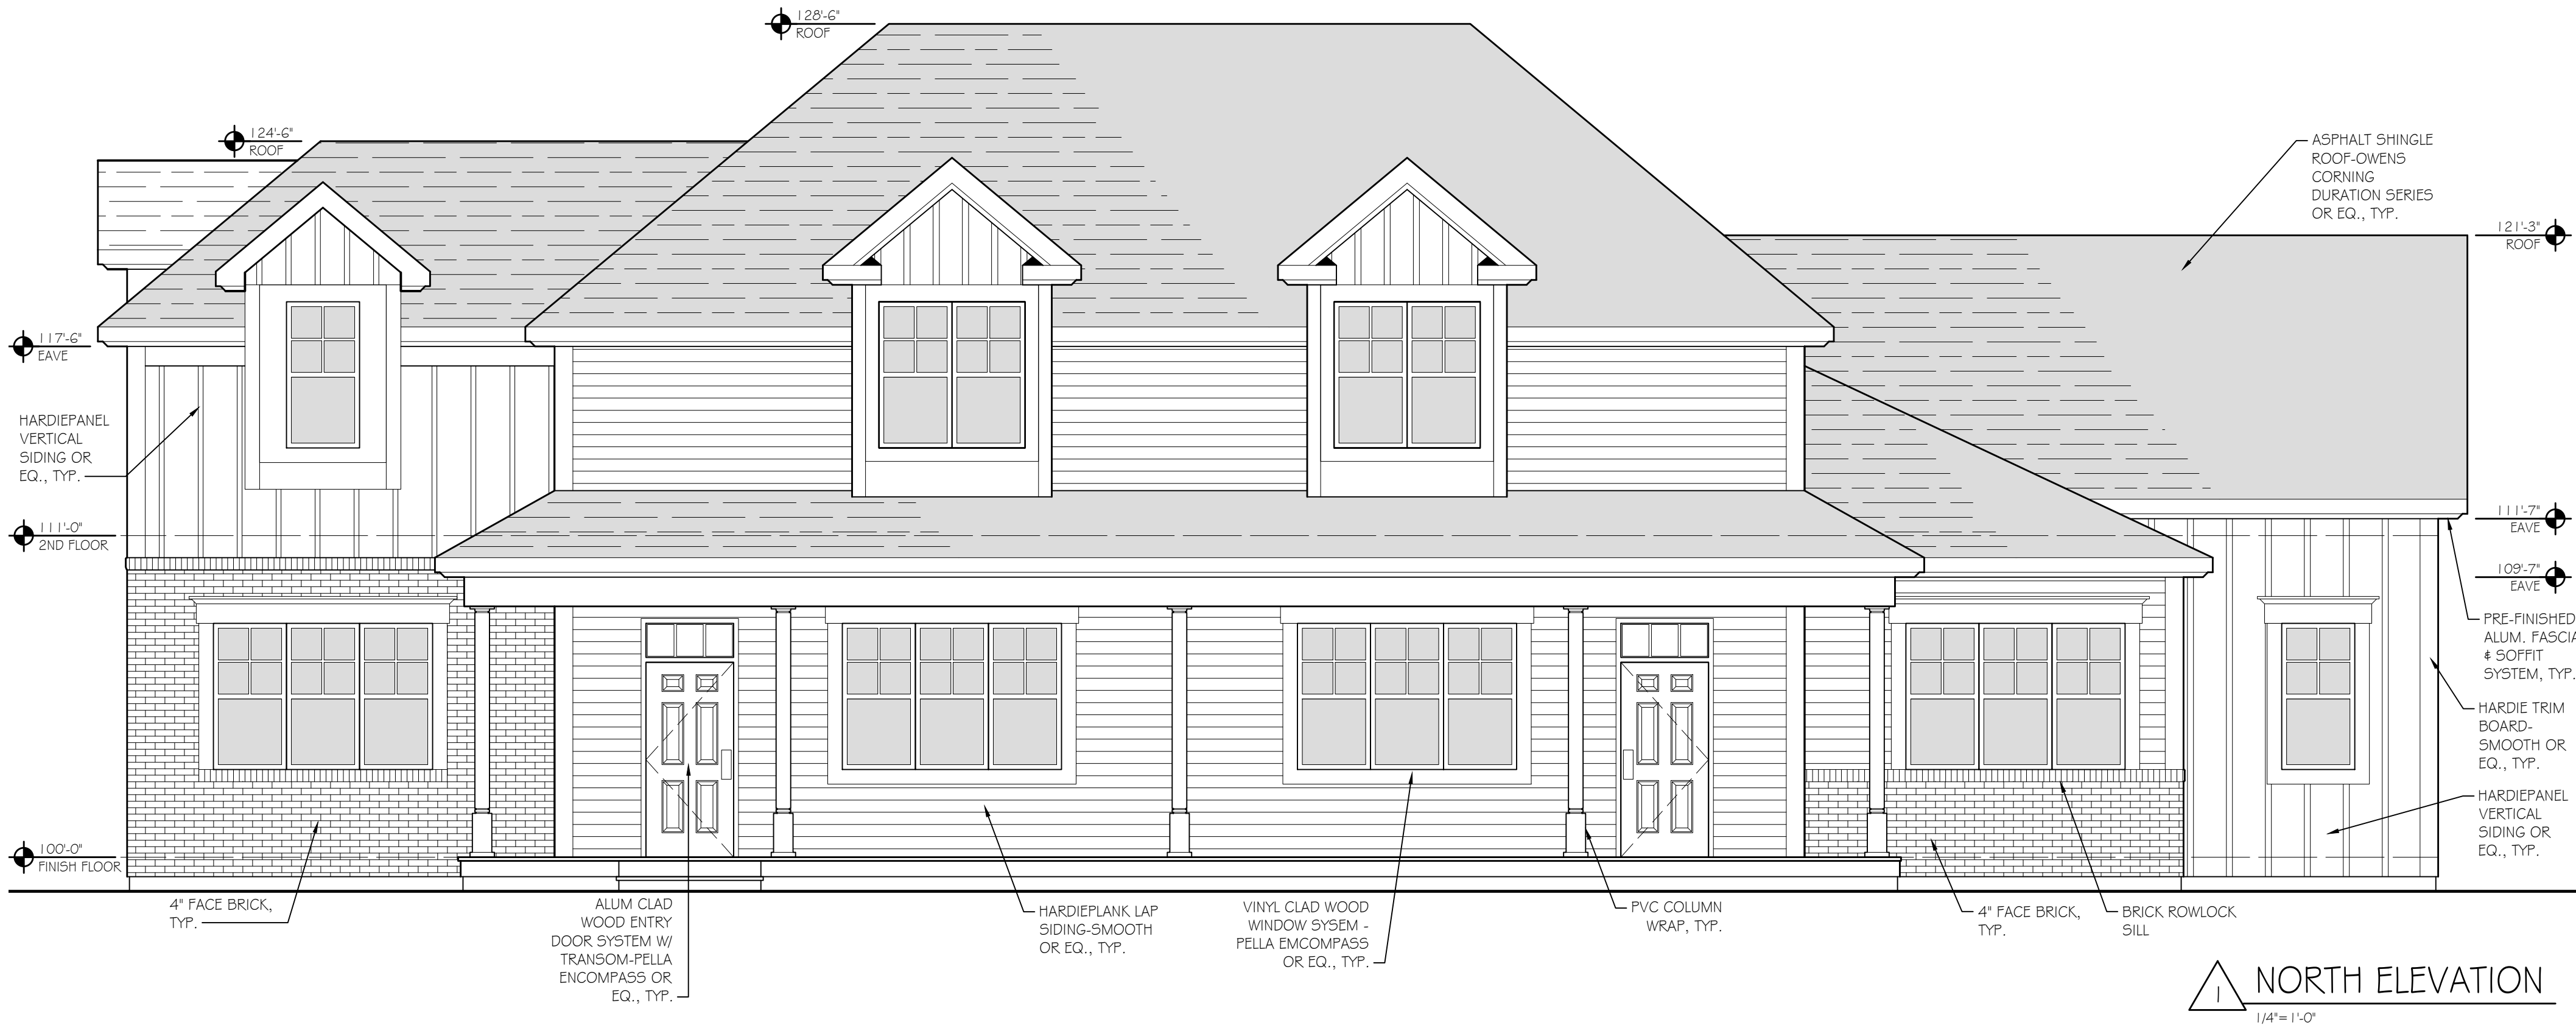 128'-6"
ROOF
124'-6"
ROOF
117'-6"
EAVE
HARDIEPANEL
VERTICAL
SIDING OR
EQ., TYP.
111'-0"
2ND FLOOR
100'-0"
FINISH FLOOR
4" FACE BRICK,
TYP.
ALUM CLAD
WOOD ENTRY
DOOR SYSTEM W/
TRANSOM-PELLA
ENCOMPASS OR
EQ., TYP.
HARDIEPLANK LAP
SIDING-SMOOTH
OR EQ., TYP.
VINYL CLAD WOOD
WINDOW SYSEM -
PELLA EMCOMPASS
OR EQ., TYP.
PVC COLUMN
WRAP, TYP.
4" FACE BRICK,
TYP.
BRICK ROWLOCK
SILL
ASPHALT SHINGLE
ROOF-OWENS
CORNING
DURATION SERIES
OR EQ., TYP.
121'-3"
ROOF
111'-7"
EAVE
109'-7"
EAVE
PRE-FINISHED
ALUM. FASCIA
& SOFFIT
SYSTEM, TYP.
HARDIE TRIM
BOARD-
SMOOTH OR
EQ., TYP.
HARDIEPANEL
VERTICAL
SIDING OR
EQ., TYP.
1
NORTH ELEVATION
1/4"= 1'-0"